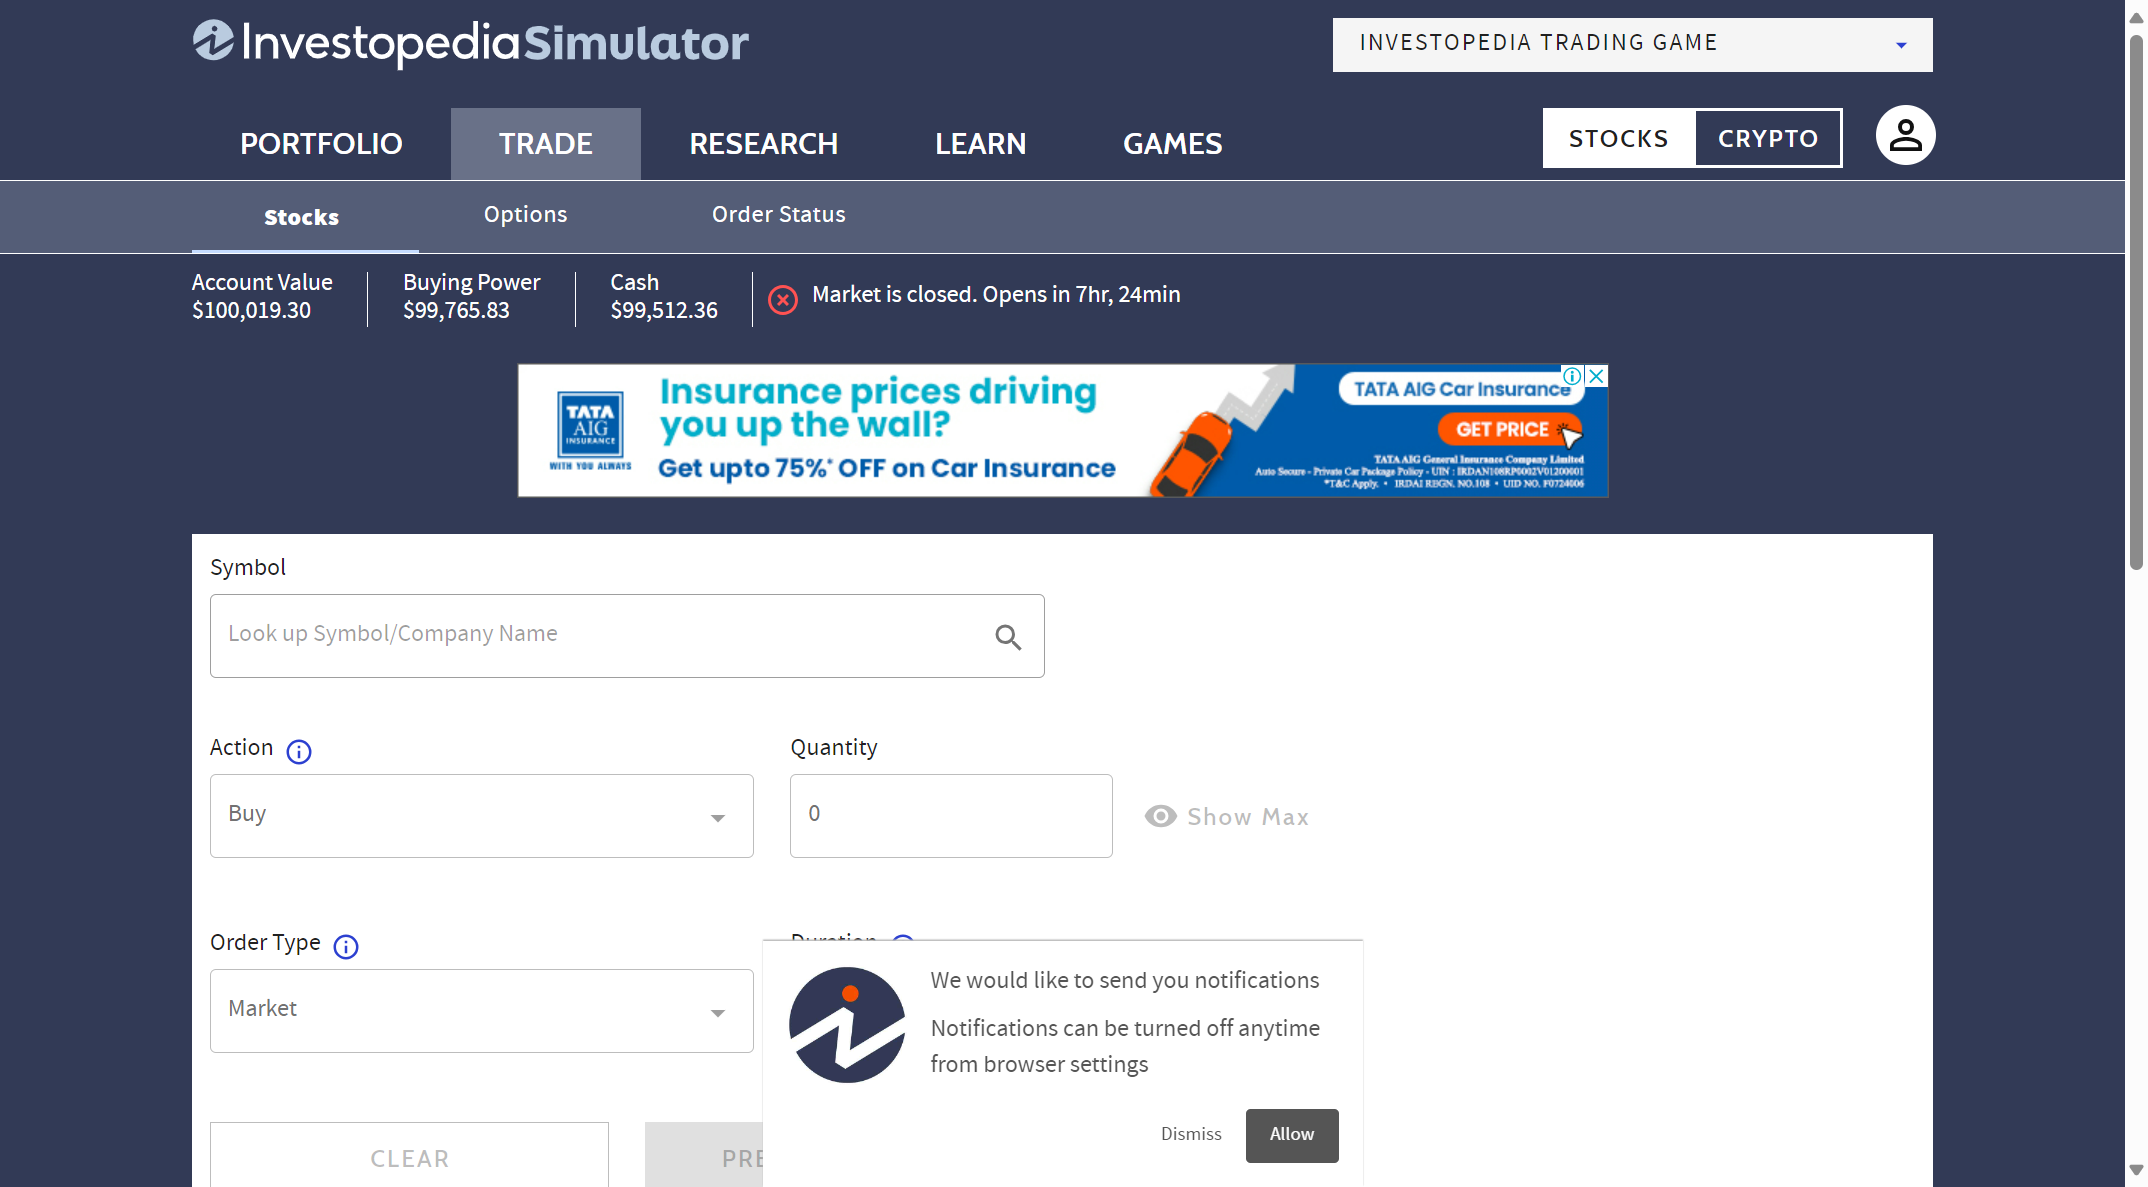 InvestopediaSimulator
INVESTOPEDIA TRADING GAME
PORTFOLIO
TRADE
RESEARCH
LEARN
GAMES
STOCKS
CRYPTO
Stocks
Options
Order Status
Account Value
$100,019.30
Buying Power
$99,765.83
Cash
$99,512.36
Market is closed. Opens in 7hr, 24min
TATA
AIG
INSURANCE
WITH YOU ALWAYS
Insurance prices driving
you up the wall?
Get upto 75%* OFF on Car Insurance
TATA AIG Car Insurance
GET PRICE
TATA AIG General Insurance Company Limited
Auto Secure - Private Car Package Policy - UIN : IRDAN108RP0002V01200001
*T&C Apply. • IRDAI REGN. NO.108 • UID NO. F0724006
Symbol
Look up Symbol/Company Name
Action
Buy
Quantity
0
Show Max
Order Type
Market
Duration
We would like to send you notifications
Notifications can be turned off anytime
from browser settings
Dismiss
Allow
CLEAR
PRE